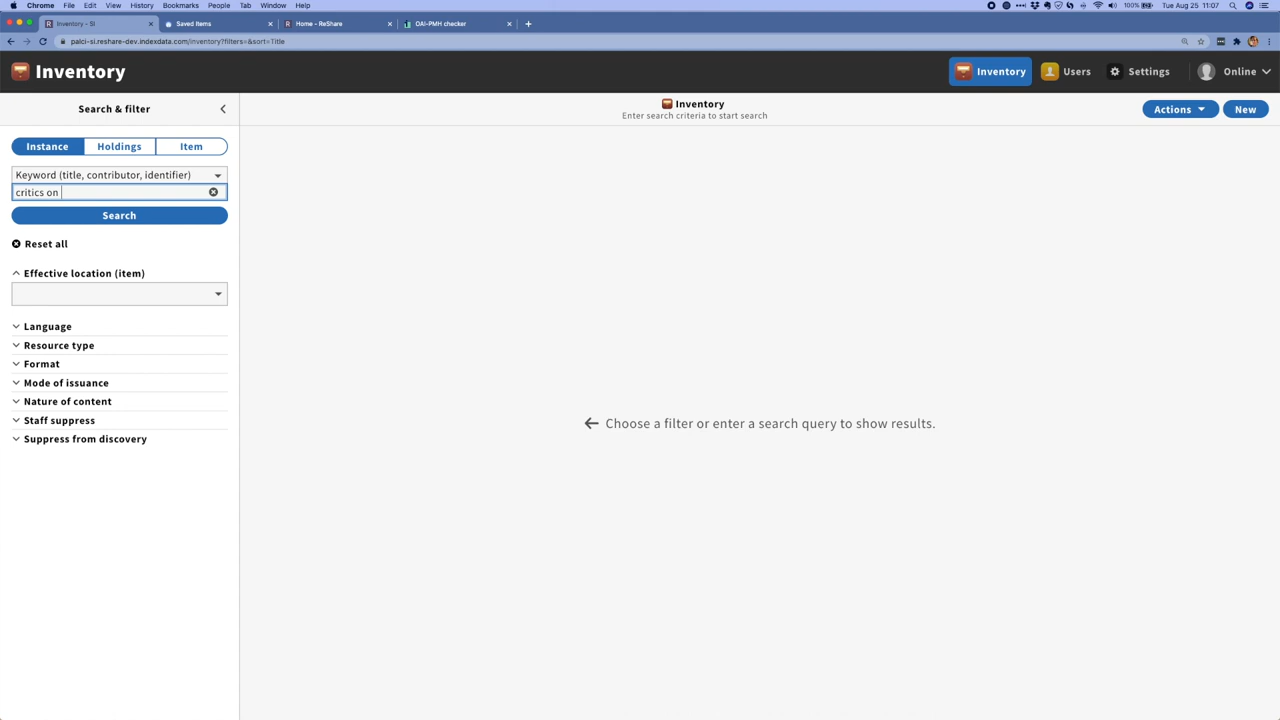 Chrome File Edit View History Bookmarks People Tab Window Help 100% Tue Aug 25 11:07
Inventory - SI Saved Items Home - ReShare OAI-PMH checker
palci-si.reshare-dev.indexdata.com/inventory?filters=&sort=Title
Inventory Inventory Users Settings Online
Search & filter
Inventory
Enter search criteria to start search
Actions New
Instance Holdings Item
Keyword (title, contributor, identifier)
critics on
Search
Reset all
Effective location (item)
Language
Resource type
Format
Mode of issuance
Nature of content
Staff suppress
Suppress from discovery
Choose a filter or enter a search query to show results.